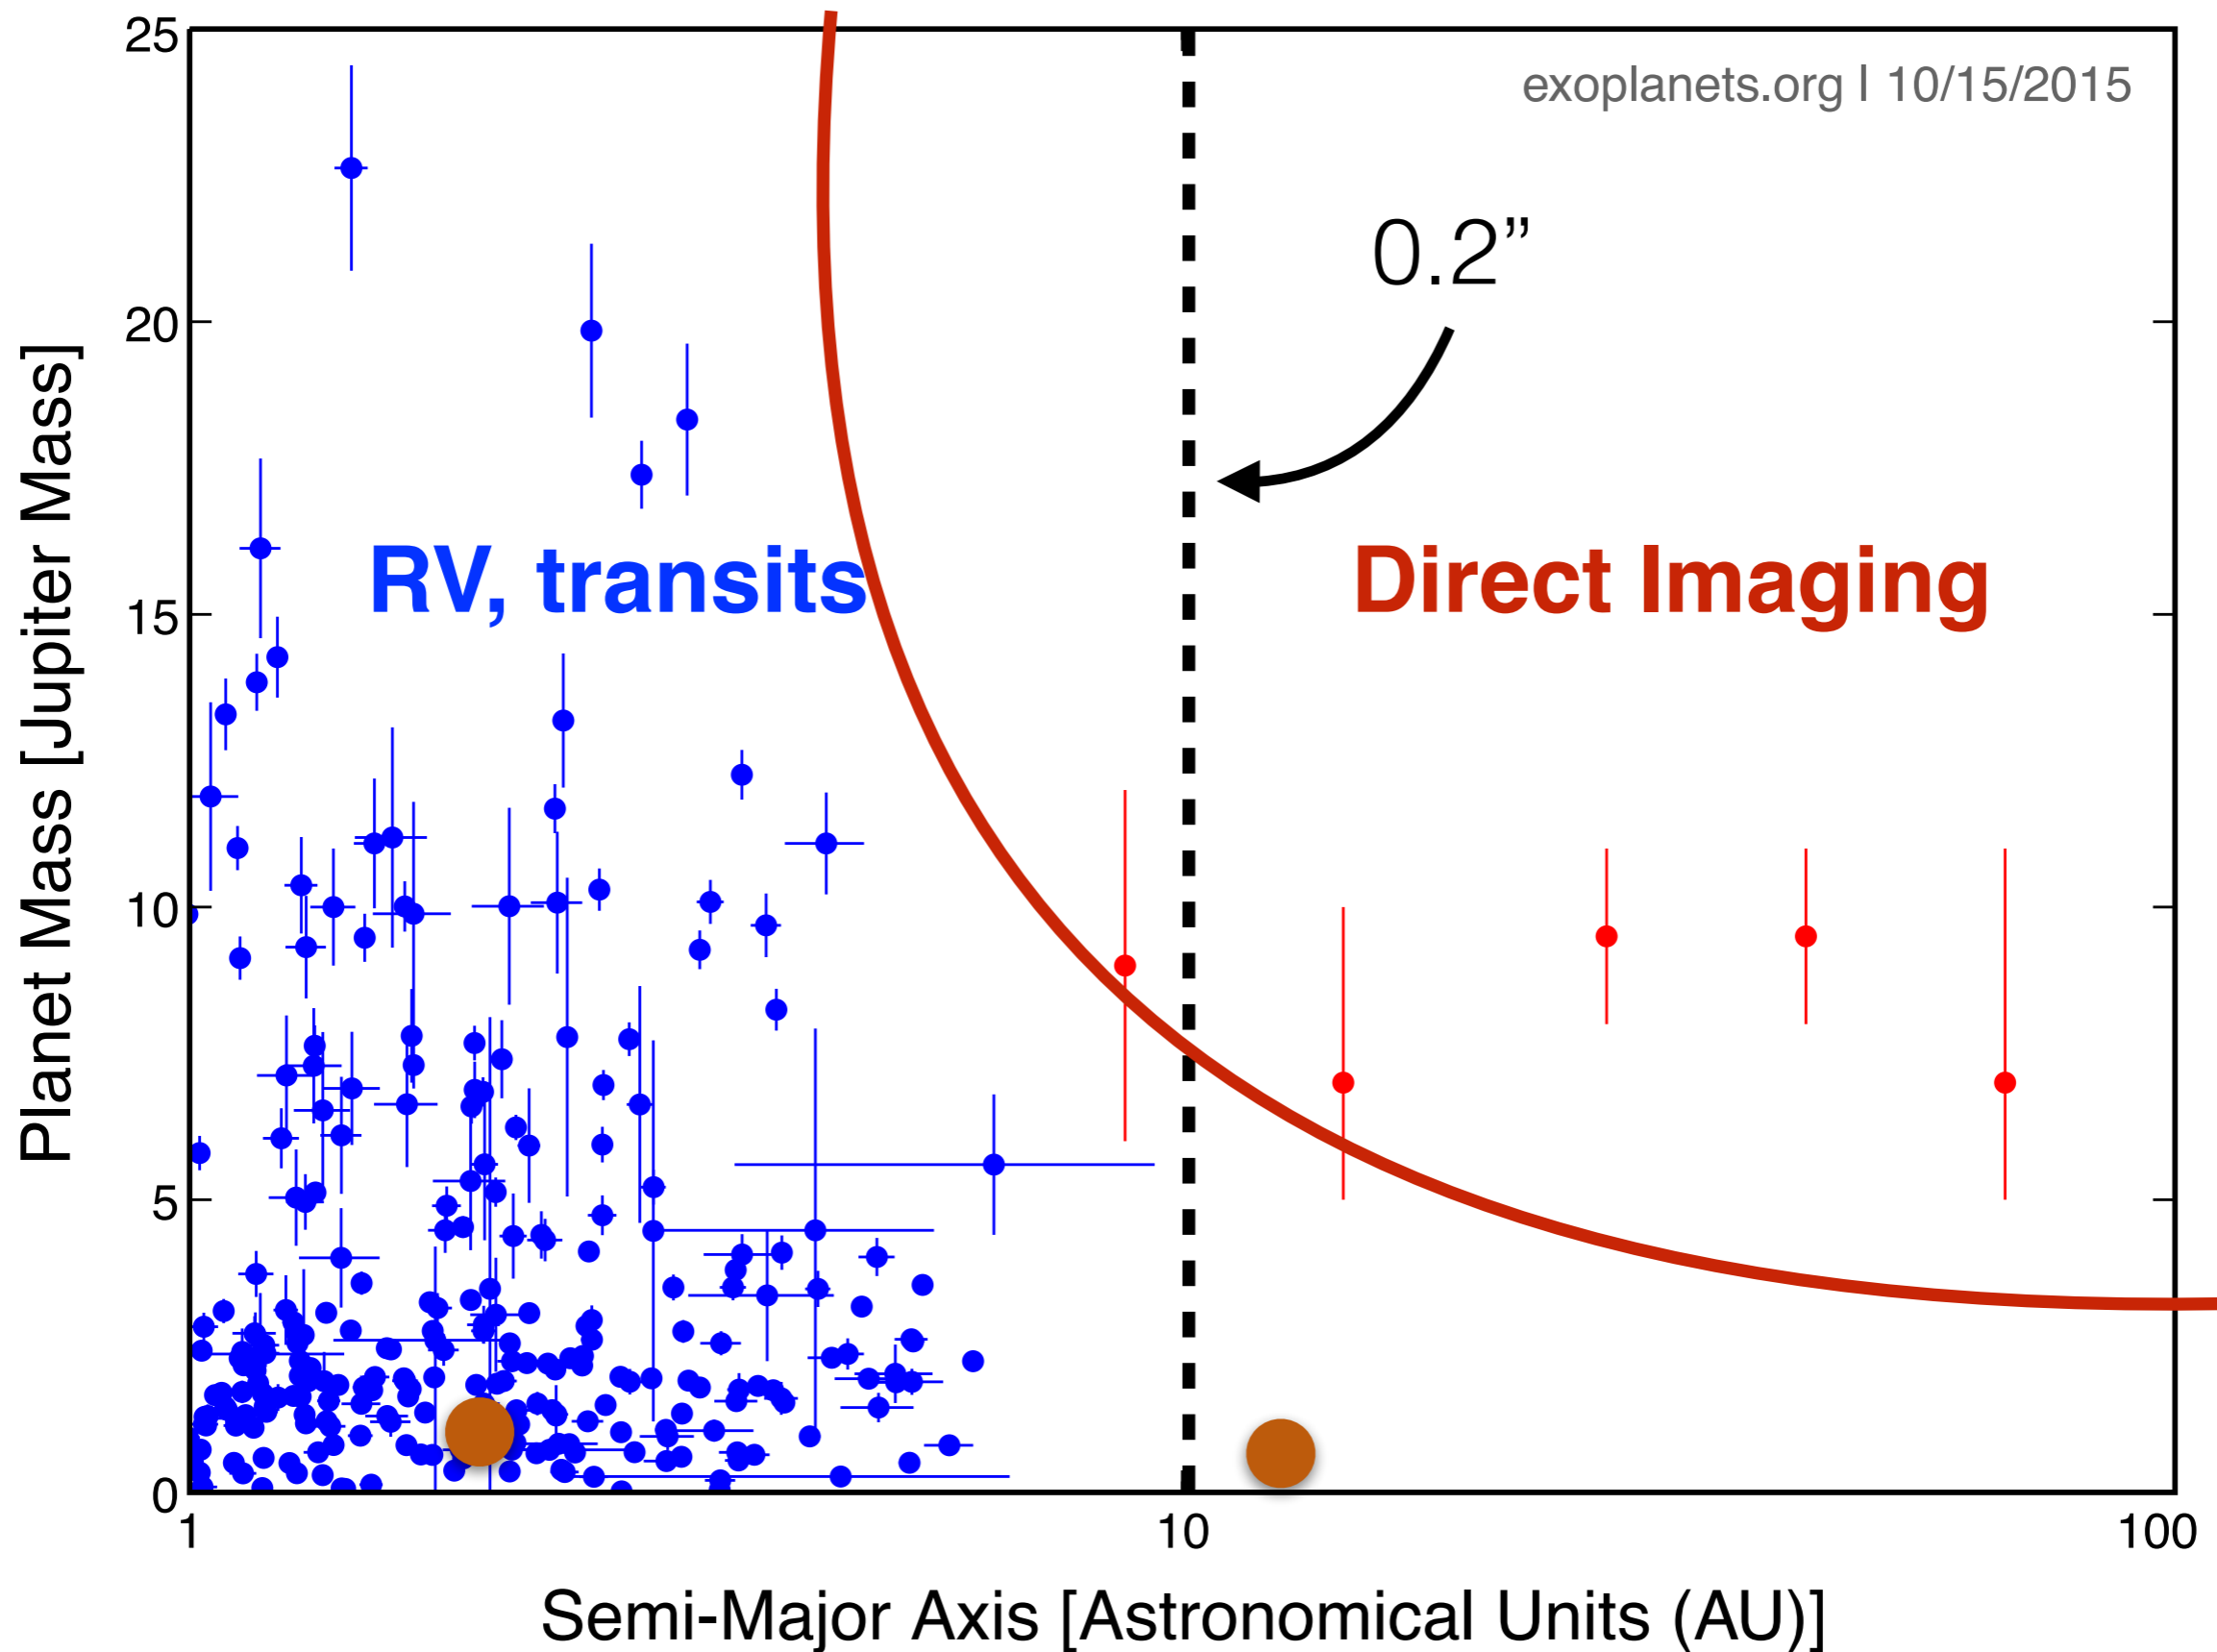 25
exoplanets.org | 10/15/2015
0.2”
20
RV, transits
Direct Imaging
15
10
5
0
1
10
100
Planet Mass [Jupiter Mass]
Semi-Major Axis [Astronomical Units (AU)]